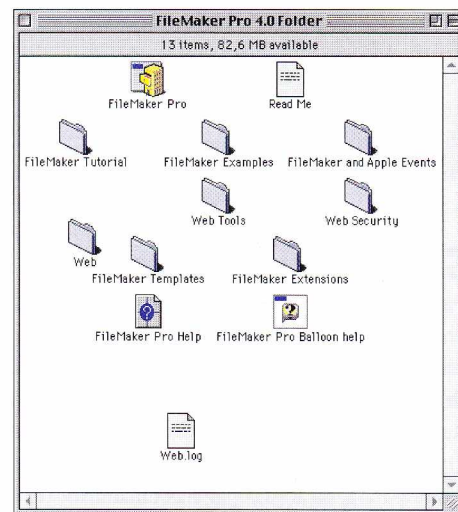 FileMaker Pro 4.0 Folder
13 items, 82,6 MB available
FileMaker Pro
Read Me
FileMaker Tutorial
FileMaker Examples
FileMaker and Apple Events
Web Tools
Web Security
Web
FileMaker Templates
FileMaker Extensions
FileMaker Pro Help
FileMaker Pro Balloon help
Web.log